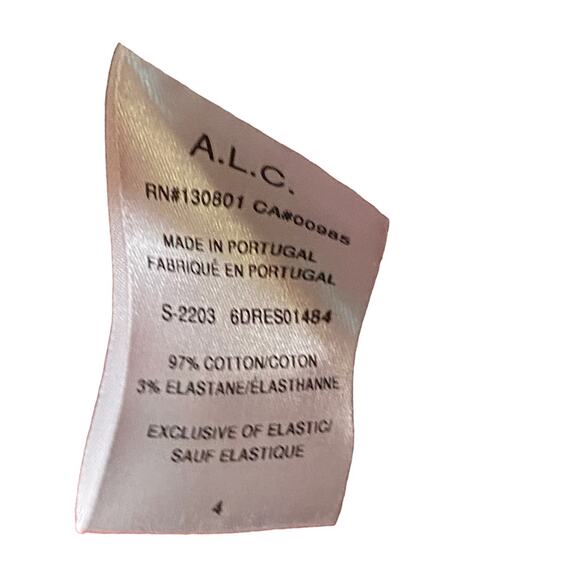 A.L.C.
RN#130801 CA#00985
MADE IN PORTUGAL
FABRIQUÉ EN PORTUGAL
S-2203 6DRES01484
97% COTTON/COTON
3% ELASTANE/ÉLASTHANNE
EXCLUSIVE OF ELASTIC/
SAUF ELASTIQUE
4